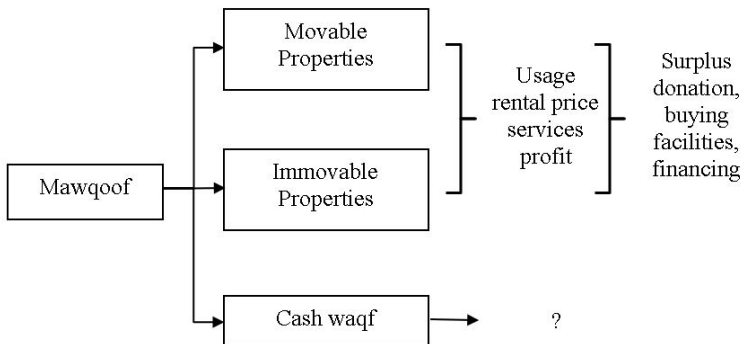 Mawqoof
Movable
Properties
Immovable
Properties
Cash waqf
Usage
rental price
services
profit
Surplus
donation,
buying
facilities,
financing
?